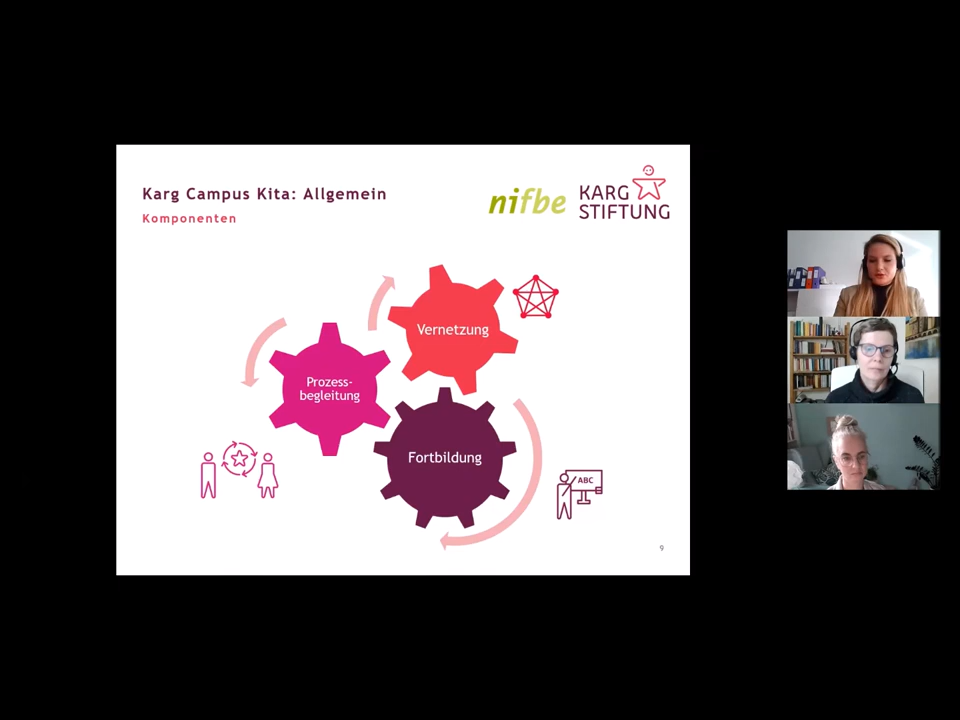 Karg Campus Kita: Allgemein
Komponenten
nifbe
KARG
STIFTUNG
Vernetzung
Prozess-
begleitung
Fortbildung
ABC
9